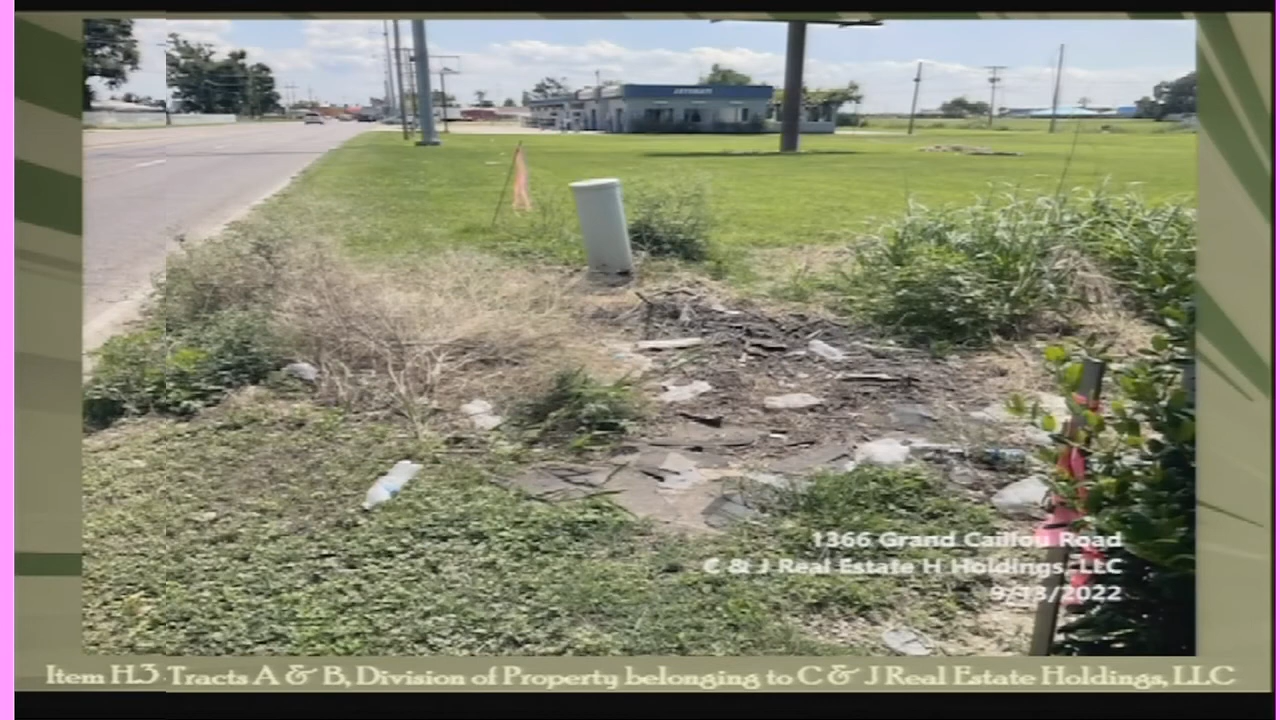 1366 Grand Caillou Road
C & J Real Estate H Holdings, LLC
9/13/2022
Item H.3 Tracts A & B, Division of Property belonging to C & J Real Estate Holdings, LLC